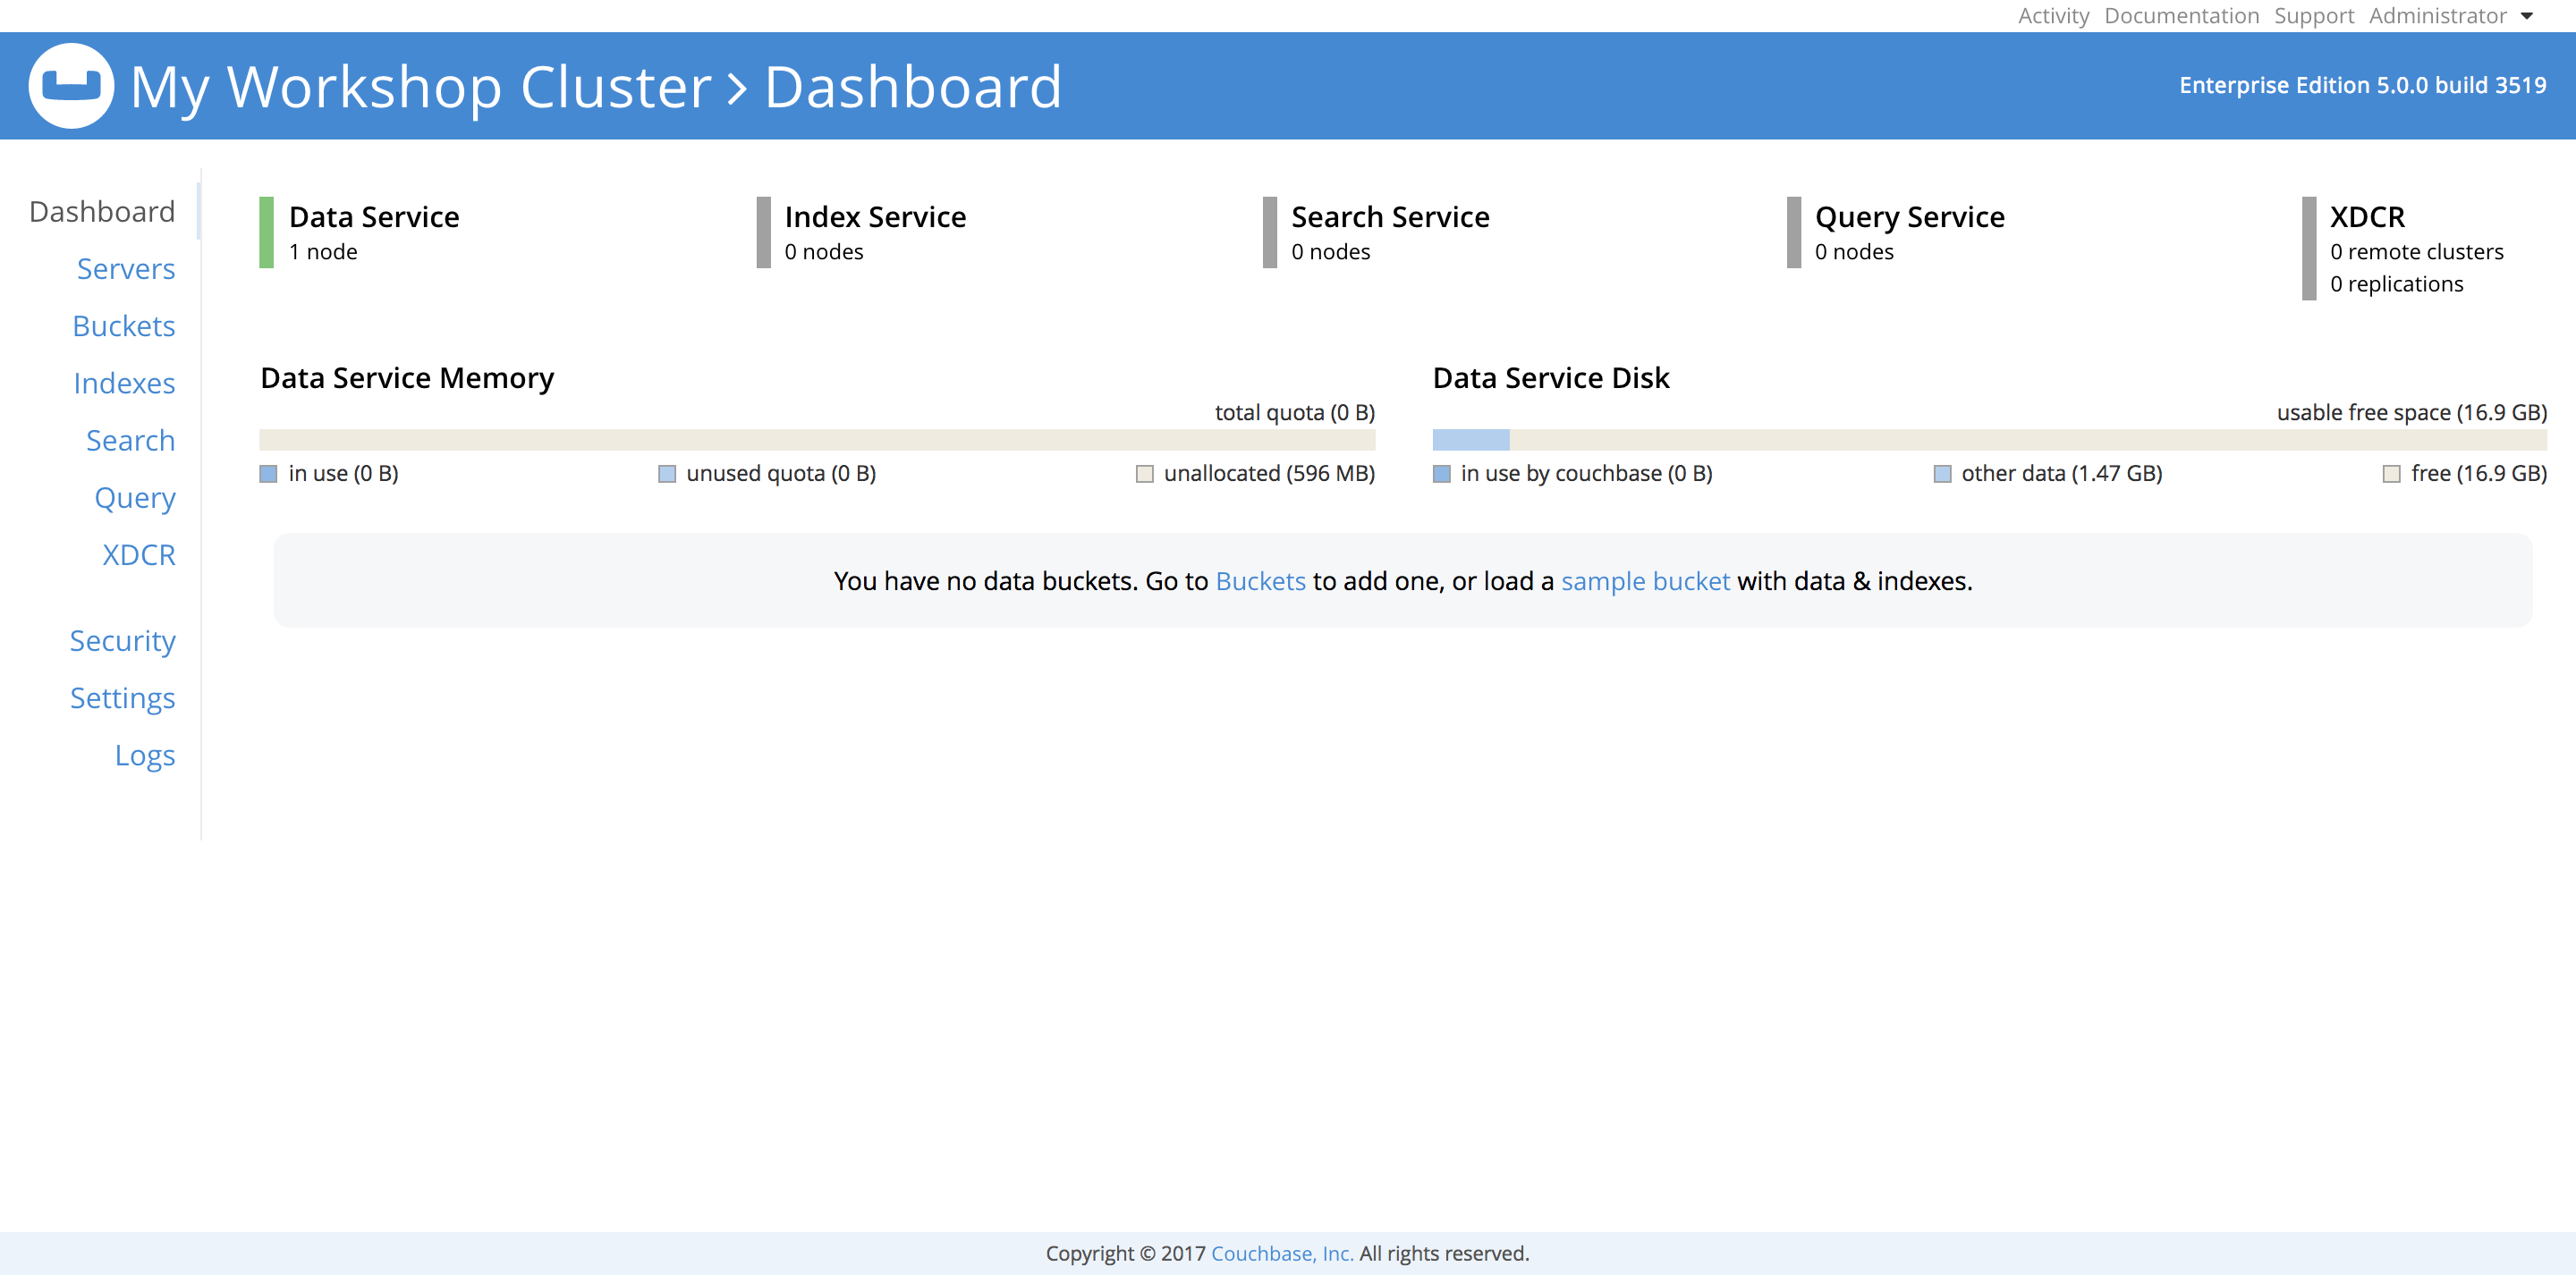 Activity Documentation Support Administrator
My Workshop Cluster > Dashboard
Enterprise Edition 5.0.0 build 3519
Dashboard
Servers
Buckets
Indexes
Search
Query
XDCR
Security
Settings
Logs
Data Service
1 node
Index Service
0 nodes
Search Service
0 nodes
Query Service
0 nodes
XDCR
0 remote clusters
0 replications
Data Service Memory
total quota (0 B)
in use (0 B) unused quota (0 B) unallocated (596 MB)
Data Service Disk
usable free space (16.9 GB)
in use by couchbase (0 B) other data (1.47 GB) free (16.9 GB)
You have no data buckets. Go to Buckets to add one, or load a sample bucket with data & indexes.
Copyright © 2017 Couchbase, Inc. All rights reserved.